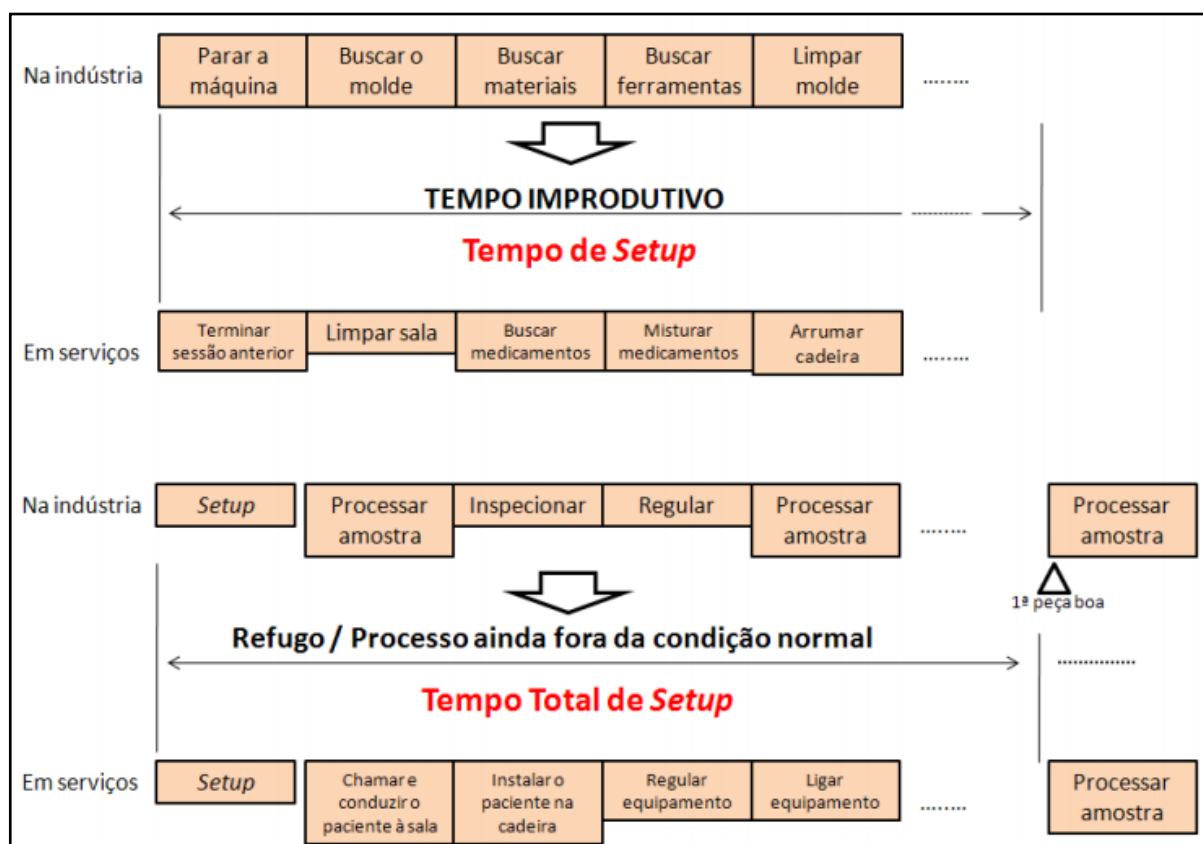 Na indústria
Parar a
máquina
Buscar o
molde
Buscar
materiais
Buscar
ferramentas
Limpar
molde
........
TEMPO IMPRODUTIVO
Tempo de Setup
Em serviços
Terminar
sessão anterior
Limpar sala
Buscar
medicamentos
Misturar
medicamentos
Arrumar
cadeira
........
Na indústria
Setup
Processar
amostra
Inspecionar
Regular
Processar
amostra
........
Processar
amostra
1ª peça boa
Refugo / Processo ainda fora da condição normal
Tempo Total de Setup
Em serviços
Setup
Chamar e
conduzir o
paciente à sala
Instalar o
paciente na
cadeira
Regular
equipamento
Ligar
equipamento
........
Processar
amostra